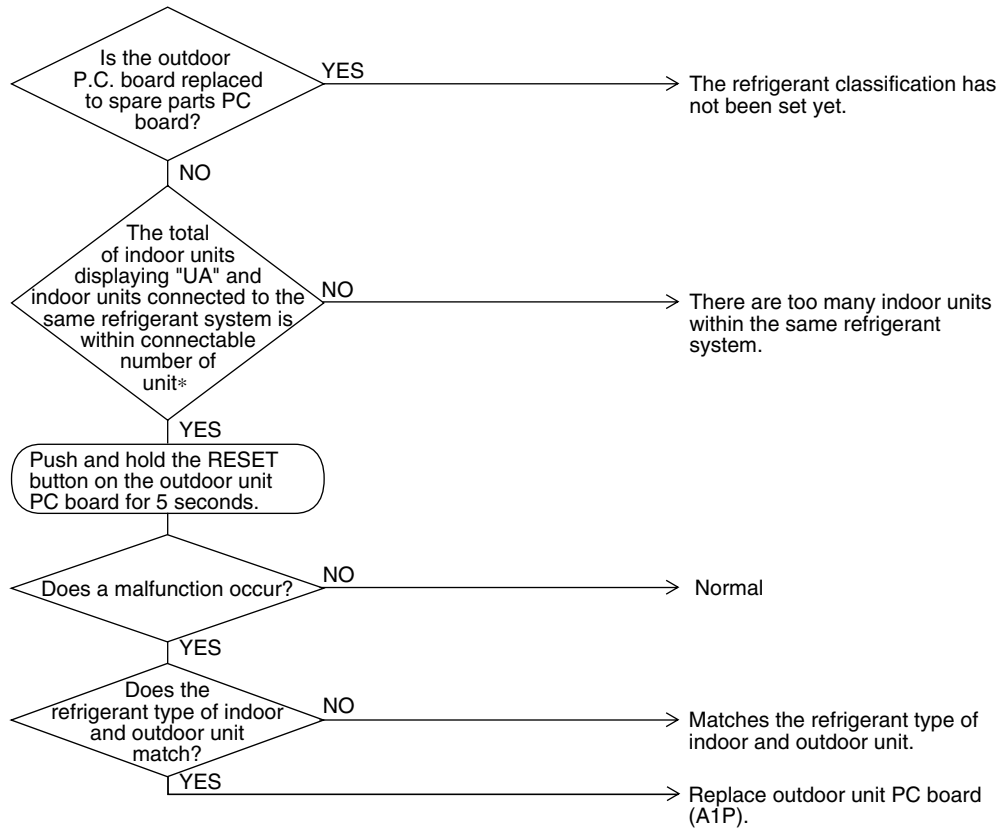 Is the outdoor
P.C. board replaced
to spare parts PC
board?
YES
The refrigerant classification has
not been set yet.
NO
The total
of indoor units
displaying "UA" and
indoor units connected to the
same refrigerant system is
within connectable
number of
unit*
NO
There are too many indoor units
within the same refrigerant
system.
YES
Push and hold the RESET
button on the outdoor unit
PC board for 5 seconds.
Does a malfunction occur?
NO
Normal
YES
Does the
refrigerant type of indoor
and outdoor unit
match?
NO
Matches the refrigerant type of
indoor and outdoor unit.
YES
Replace outdoor unit PC board
(A1P).